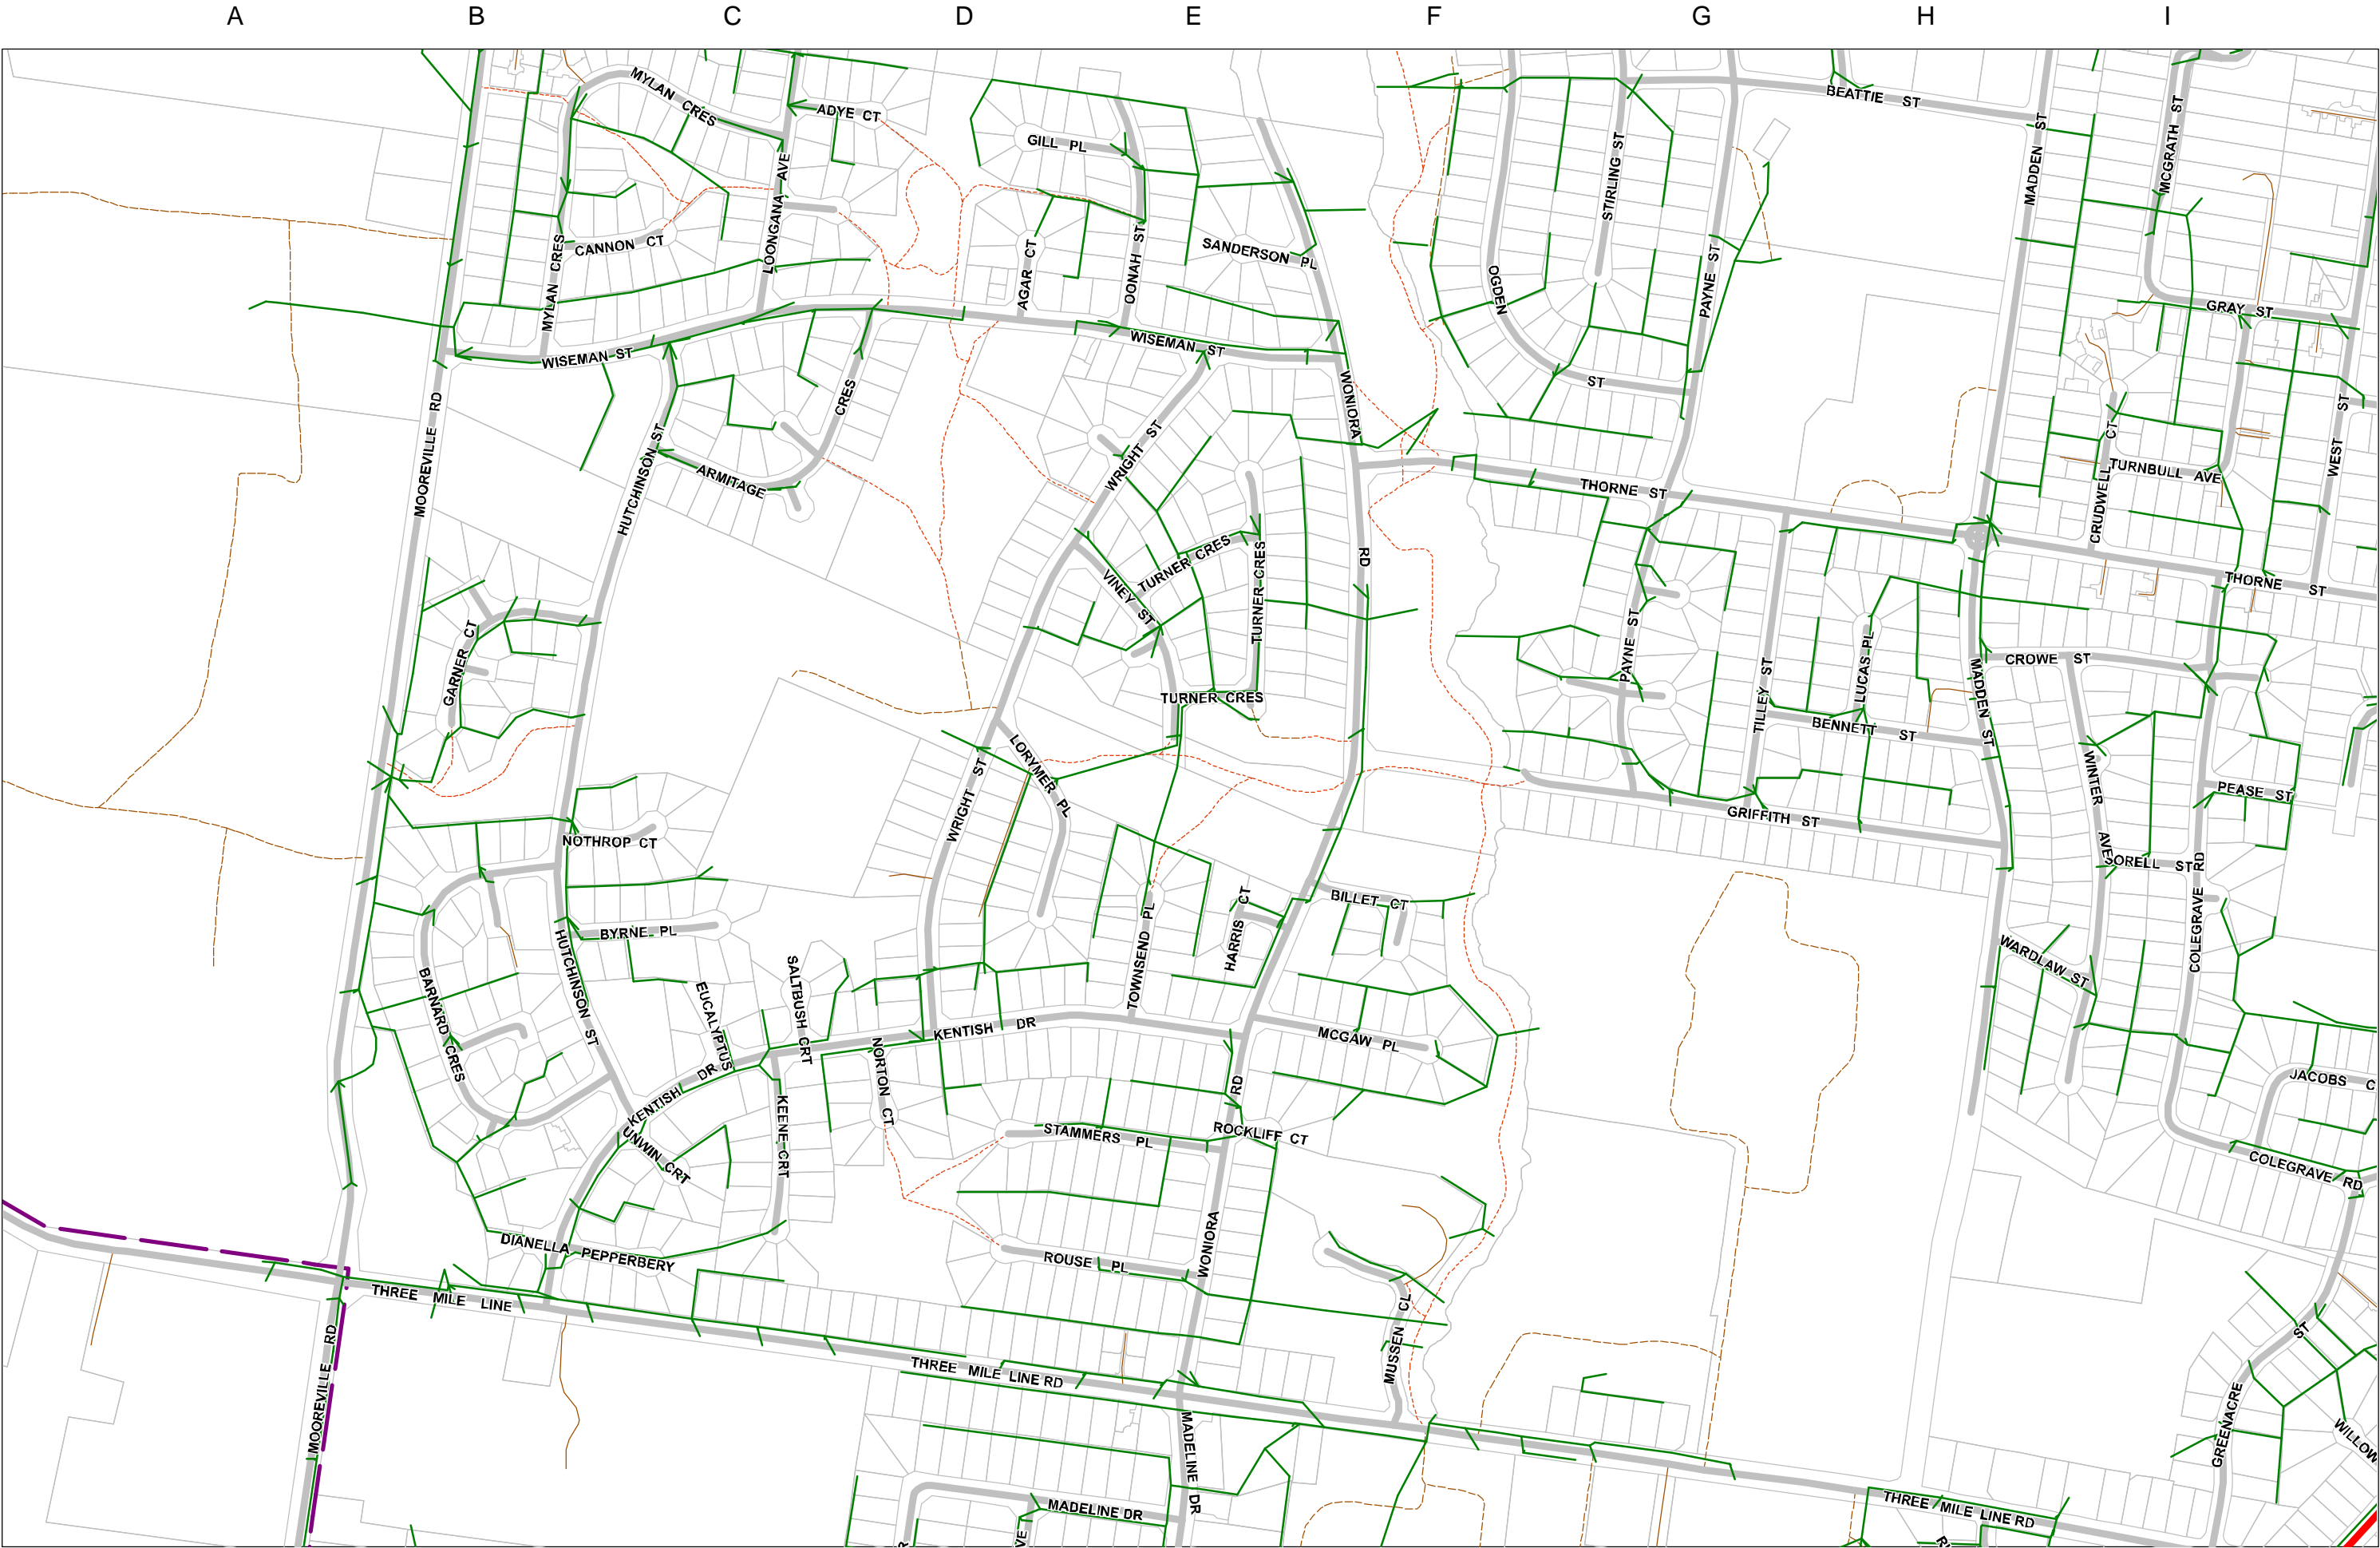 A B C D E F G H I
MYLAN CRES
ADYE CT
GILL PL
BEATTIE ST
STIRLING ST
MADDEN ST
MCGRATH ST
LOONGANA AVE
MYLAN CRES
CANNON CT
AGAR CT
OONAH ST
SANDERSON PL
OGDEN
ST
PAYNE ST
GRAY ST
WISEMAN ST
WISEMAN ST
WONIORA
RD
MOOREVILLE RD
HUTCHINSON ST
ARMITAGE
CRES
WRIGHT ST
WEST
ST
CRUDWELL CT
TURNBULL AVE
THORNE ST
THORNE ST
TURNER CRES
TURNER CRES
VINEY ST
TURNER CRES
GARNER CT
PAYNE ST
TILLEY ST
LUCAS PL
BENNETT ST
MADDEN ST
CROWE ST
WINTER
AVE
PEASE ST
LORYMER PL
WRIGHT ST
GRIFFITH ST
NOTHROP CT
SORELL ST
COLEGRAVE RD
BYRNE PL
HUTCHINSON ST
BARNARD CRES
EUCALYPTUS
SALTBUSH CRT
TOWNSEND PL
HARRIS CT
BILLET CT
WARDLAW ST
KENTISH DR
KENTISH DR
NORTON CT
MCGAW PL
JACOBS C
UNWIN CRT
KEENE CRT
STAMMERS PL
RD
ROCKLIFF CT
COLEGRAVE RD
DIANELLA
PEPPERBERY
ROUSE PL
WONIORA
THREE MILE LINE
MUSSEN CL
MOOREVILLE RD
THREE MILE LINE RD
ST
GREENACRE
WILLOW
MADELINE DR
MADELINE DR
THREE MILE LINE RD
VE